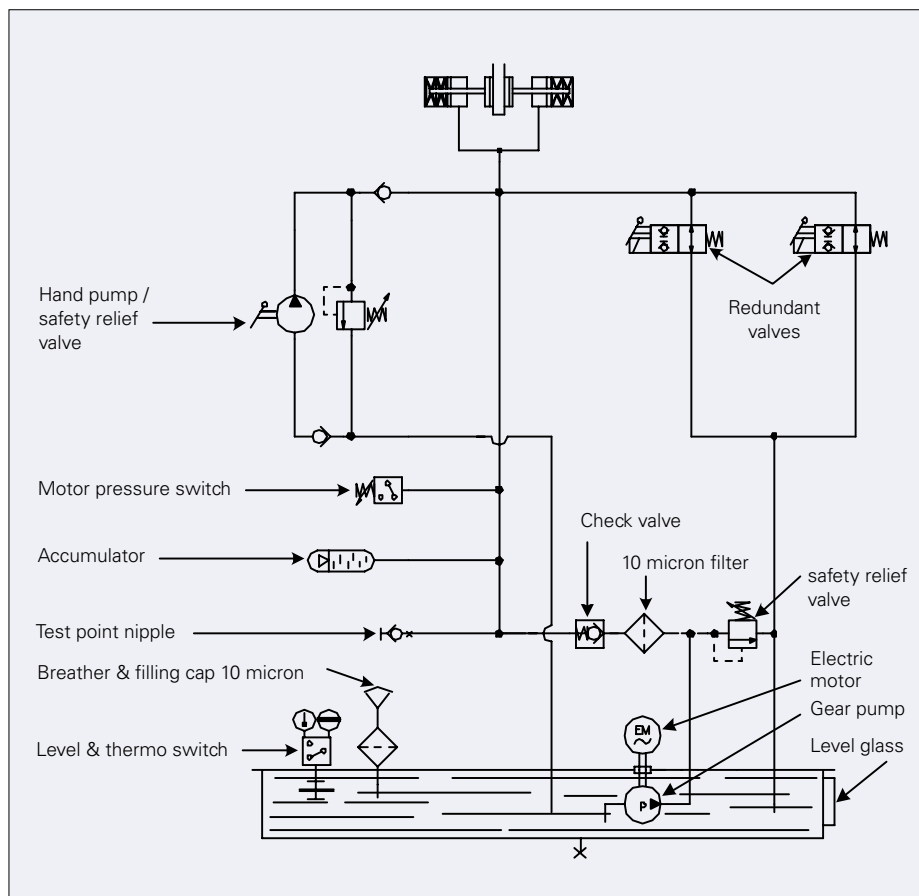 Hand pump /
safety relief
valve
Redundant
valves
Motor pressure switch
Check valve
Accumulator
10 micron filter
safety relief
valve
Test point nipple
Breather & filling cap 10 micron
Electric
motor
Gear pump
Level & thermo switch
Level glass
EM
P